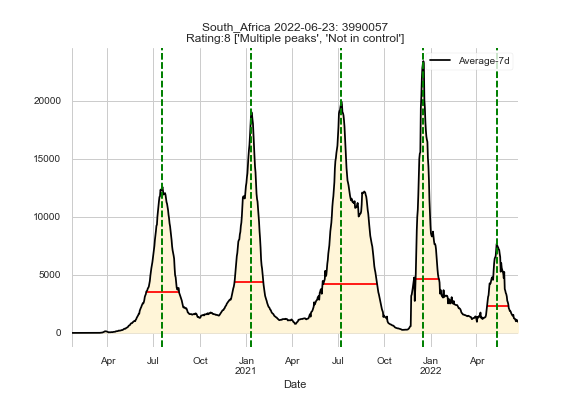 South_Africa 2022-06-23: 3990057
Rating:8 ['Multiple peaks', 'Not in control']
Average-7d
20000
15000
10000
5000
0
Apr Jul Oct Jan Apr Jul Oct Jan Apr
2021 2022
Date